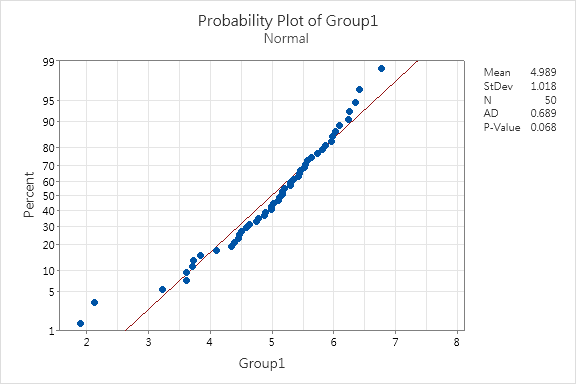 Probability Plot of Group1
Normal
Mean 4.989
StDev 1.018
N 50
AD 0.689
P-Value 0.068
Percent
99
95
90
80
70
60
50
40
30
20
10
5
1
2 3 4 5 6 7 8
Group1